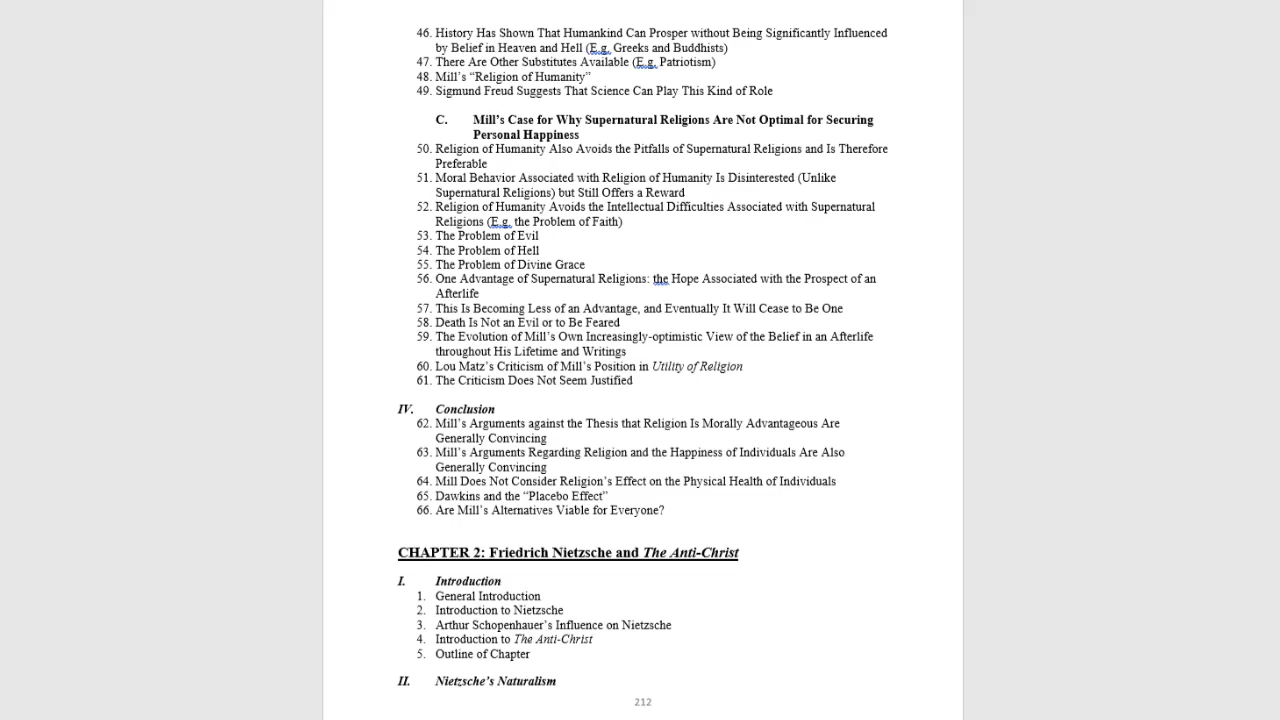 46. History Has Shown That Humankind Can Prosper without Being Significantly Influenced
by Belief in Heaven and Hell (E.g. Greeks and Buddhists)
47. There Are Other Substitutes Available (E.g. Patriotism)
48. Mill's “Religion of Humanity”
49. Sigmund Freud Suggests That Science Can Play This Kind of Role
C. Mill's Case for Why Supernatural Religions Are Not Optimal for Securing
Personal Happiness
50. Religion of Humanity Also Avoids the Pitfalls of Supernatural Religions and Is Therefore
Preferable
51. Moral Behavior Associated with Religion of Humanity Is Disinterested (Unlike
Supernatural Religions) but Still Offers a Reward
52. Religion of Humanity Avoids the Intellectual Difficulties Associated with Supernatural
Religions (E.g. the Problem of Faith)
53. The Problem of Evil
54. The Problem of Hell
55. The Problem of Divine Grace
56. One Advantage of Supernatural Religions: the Hope Associated with the Prospect of an
Afterlife
57. This Is Becoming Less of an Advantage, and Eventually It Will Cease to Be One
58. Death Is Not an Evil or to Be Feared
59. The Evolution of Mill's Own Increasingly-optimistic View of the Belief in an Afterlife
throughout His Lifetime and Writings
60. Lou Matz's Criticism of Mill's Position in Utility of Religion
61. The Criticism Does Not Seem Justified
IV. Conclusion
62. Mill's Arguments against the Thesis that Religion Is Morally Advantageous Are
Generally Convincing
63. Mill's Arguments Regarding Religion and the Happiness of Individuals Are Also
Generally Convincing
64. Mill Does Not Consider Religion's Effect on the Physical Health of Individuals
65. Dawkins and the “Placebo Effect”
66. Are Mill's Alternatives Viable for Everyone?
CHAPTER 2: Friedrich Nietzsche and The Anti-Christ
I. Introduction
1. General Introduction
2. Introduction to Nietzsche
3. Arthur Schopenhauer's Influence on Nietzsche
4. Introduction to The Anti-Christ
5. Outline of Chapter
II. Nietzsche's Naturalism
212